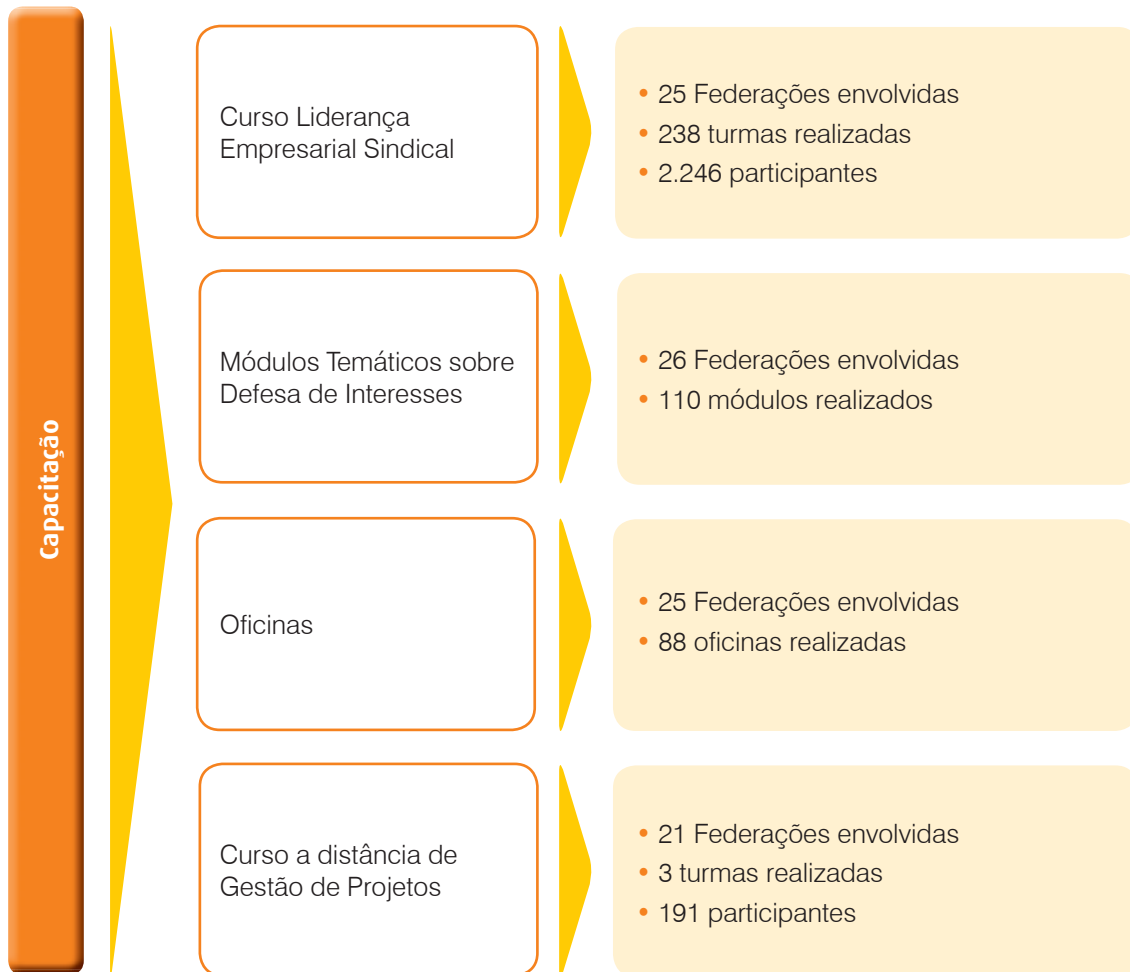 Capacitação
Curso Liderança
Empresarial Sindical
• 25 Federações envolvidas
• 238 turmas realizadas
• 2.246 participantes
Módulos Temáticos sobre
Defesa de Interesses
• 26 Federações envolvidas
• 110 módulos realizados
Oficinas
• 25 Federações envolvidas
• 88 oficinas realizadas
Curso a distância de
Gestão de Projetos
• 21 Federações envolvidas
• 3 turmas realizadas
• 191 participantes